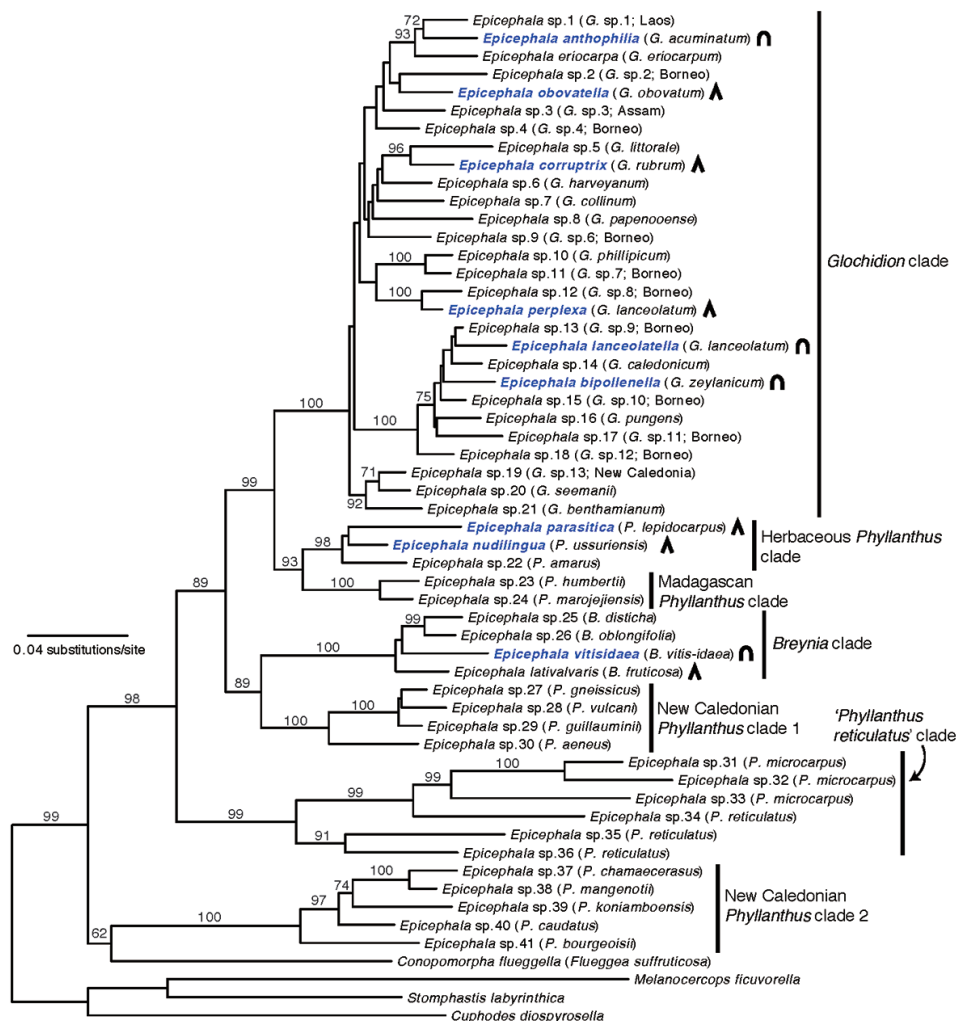 72
Epicephala sp.1 (G. sp.1; Laos)
93
Epicephala anthophilia (G. acuminatum)
Epicephala eriocarpa (G. eriocarpum)
Epicephala sp.2 (G. sp.2; Borneo)
Epicephala obovatella (G. obovatum)
Epicephala sp.3 (G. sp.3; Assam)
Epicephala sp.4 (G. sp.4; Borneo)
96
Epicephala sp.5 (G. littorale)
Epicephala corruptrix (G. rubrum)
Epicephala sp.6 (G. harveyanum)
Epicephala sp.7 (G. collinum)
Epicephala sp.8 (G. papenooense)
Epicephala sp.9 (G. sp.6; Borneo)
100
Epicephala sp.10 (G. phillipicum)
Epicephala sp.11 (G. sp.7; Borneo)
Glochidion clade
100
Epicephala sp.12 (G. sp.8; Borneo)
Epicephala perplexa (G. lanceolatum)
Epicephala sp.13 (G. sp.9; Borneo)
Epicephala lanceolatella (G. lanceolatum)
Epicephala sp.14 (G. caledonicum)
Epicephala bipollenella (G. zeylanicum)
75
Epicephala sp.15 (G. sp.10; Borneo)
100
100
Epicephala sp.16 (G. pungens)
Epicephala sp.17 (G. sp.11; Borneo)
Epicephala sp.18 (G. sp.12; Borneo)
71
Epicephala sp.19 (G. sp.13; New Caledonia)
99
Epicephala sp.20 (G. seemanii)
92
Epicephala sp.21 (G. benthamianum)
Epicephala parasitica (P. lepidocarpus)
98
Epicephala nudilingua (P. ussuriensis)
Herbaceous Phyllanthus
clade
93
Epicephala sp.22 (P. amarus)
89
100
Epicephala sp.23 (P. humbertii)
Epicephala sp.24 (P. marojejiensis)
Madagascan
Phyllanthus clade
99
Epicephala sp.25 (B. disticha)
Epicephala sp.26 (B. oblongifolia)
0.04 substitutions/site
100
Epicephala vitisidaea (B. vitis-idaea)
Breynia clade
Epicephala lativalvaris (B. fruticosa)
89
Epicephala sp.27 (P. gneissicus)
98
100
Epicephala sp.28 (P. vulcani)
100
Epicephala sp.29 (P. guillauminii)
Epicephala sp.30 (P. aeneus)
New Caledonian
Phyllanthus clade 1
'Phyllanthus
reticulatus' clade
100
Epicephala sp.31 (P. microcarpus)
99
Epicephala sp.32 (P. microcarpus)
99
Epicephala sp.33 (P. microcarpus)
99
99
Epicephala sp.34 (P. reticulatus)
91
Epicephala sp.35 (P. reticulatus)
Epicephala sp.36 (P. reticulatus)
100
Epicephala sp.37 (P. chamaecerasus)
74
Epicephala sp.38 (P. mangenotii)
97
Epicephala sp.39 (P. koniamboensis)
100
Epicephala sp.40 (P. caudatus)
62
Epicephala sp.41 (P. bourgeoisii)
New Caledonian
Phyllanthus clade 2
Conopomorpha flueggella (Flueggea suffruticosa)
Melanocercops ficuvorella
Stomphastis labyrinthica
Cuphodes diospyrosella